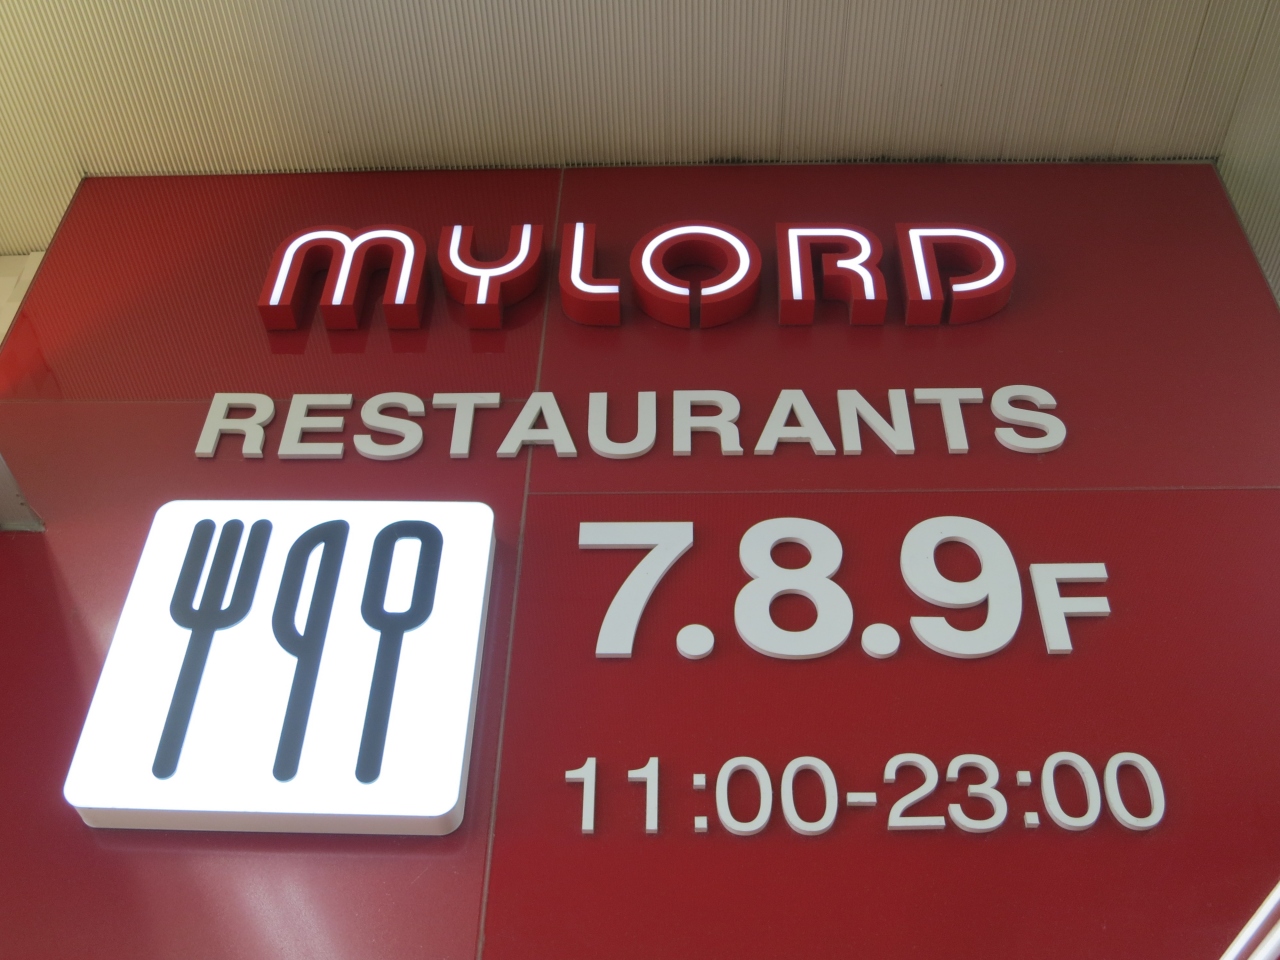 MYLORD
RESTAURANTS
7.8.9F
11:00-23:00